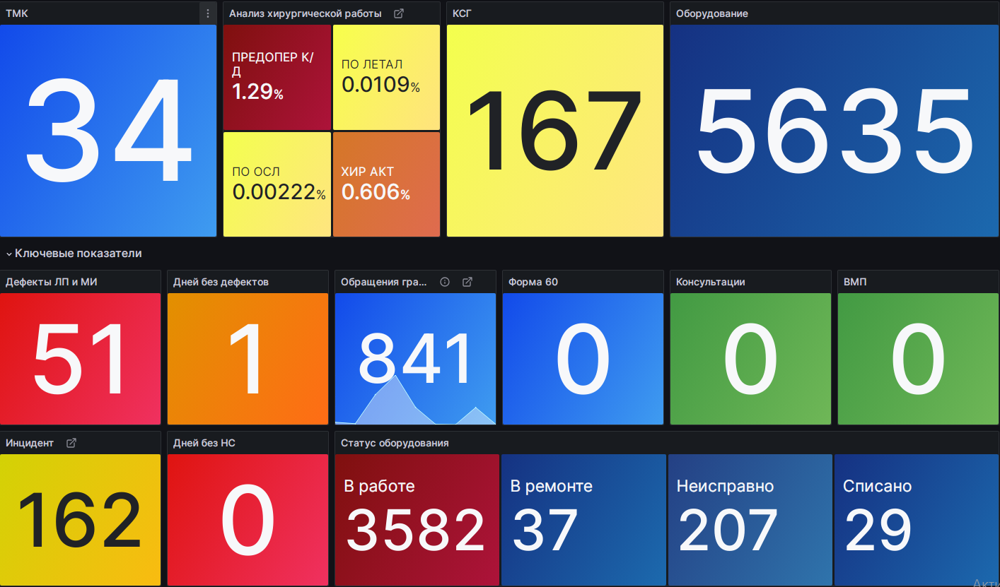 ТМК
34
Анализ хирургической работы
ПРЕДОПЕР К/
Д
1.29%
ПО ЛЕТАЛ
0.0109%
ПО ОСЛ
0.00222%
ХИР АКТ
0.606%
КСГ
167
Оборудование
5635
Ключевые показатели
Дефекты ЛП и МИ
51
Дней без дефектов
1
Обращения гра...
841
Форма 60
0
Консультации
0
ВМП
0
Инцидент
162
Дней без НС
0
Статус оборудования
В работе
3582
В ремонте
37
Неисправно
207
Списано
29